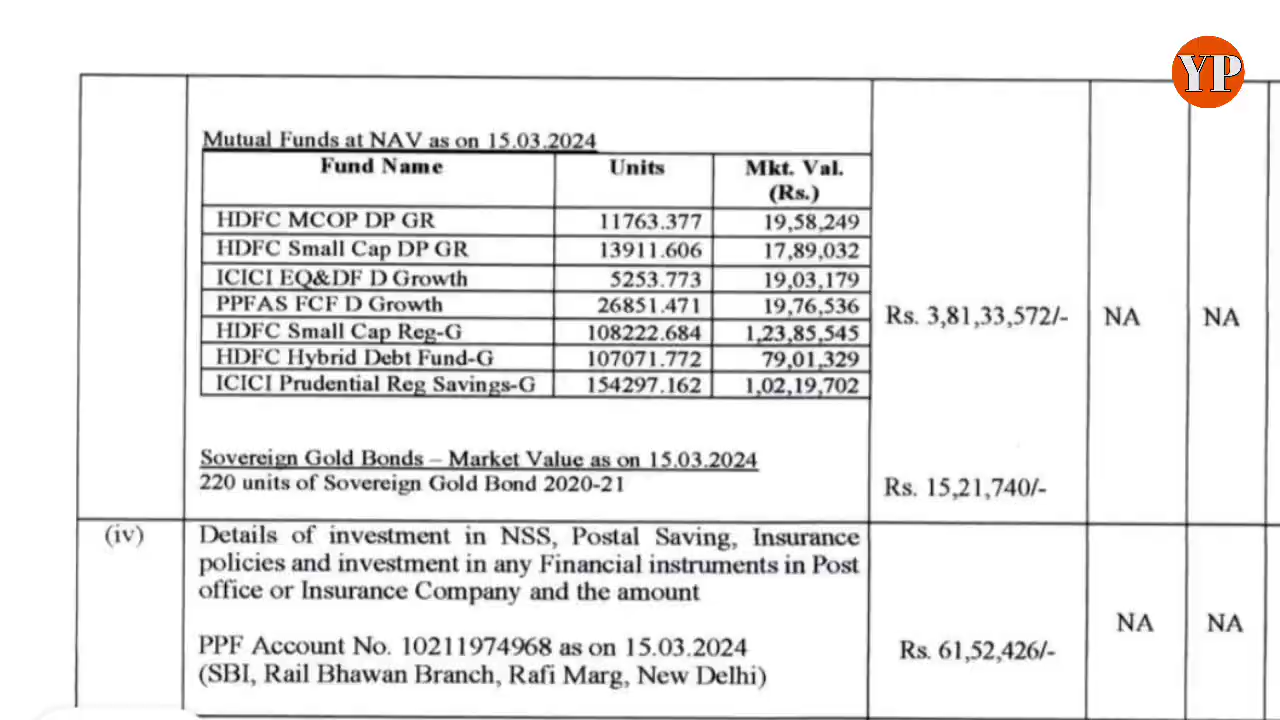 YP
Mutual Funds at NAV as on 15.03.2024
Fund Name Units Mkt. Val. (Rs.)
HDFC MCOP DP GR 11763.377 19,58,249
HDFC Small Cap DP GR 13911.606 17,89,032
ICICI EQ&DF D Growth 5253.773 19,03,179
PPFAS FCF D Growth 26851.471 19,76,536
HDFC Small Cap Reg-G 108222.684 1,23,85,545
HDFC Hybrid Debt Fund-G 107071.772 79,01,329
ICICI Prudential Reg Savings-G 154297.162 1,02,19,702
Rs. 3,81,33,572/- NA NA
Sovereign Gold Bonds – Market Value as on 15.03.2024
220 units of Sovereign Gold Bond 2020-21 Rs. 15,21,740/-
(iv) Details of investment in NSS, Postal Saving, Insurance
policies and investment in any Financial instruments in Post
office or Insurance Company and the amount
NA NA
PPF Account No. 10211974968 as on 15.03.2024 Rs. 61,52,426/-
(SBI, Rail Bhawan Branch, Rafi Marg, New Delhi)